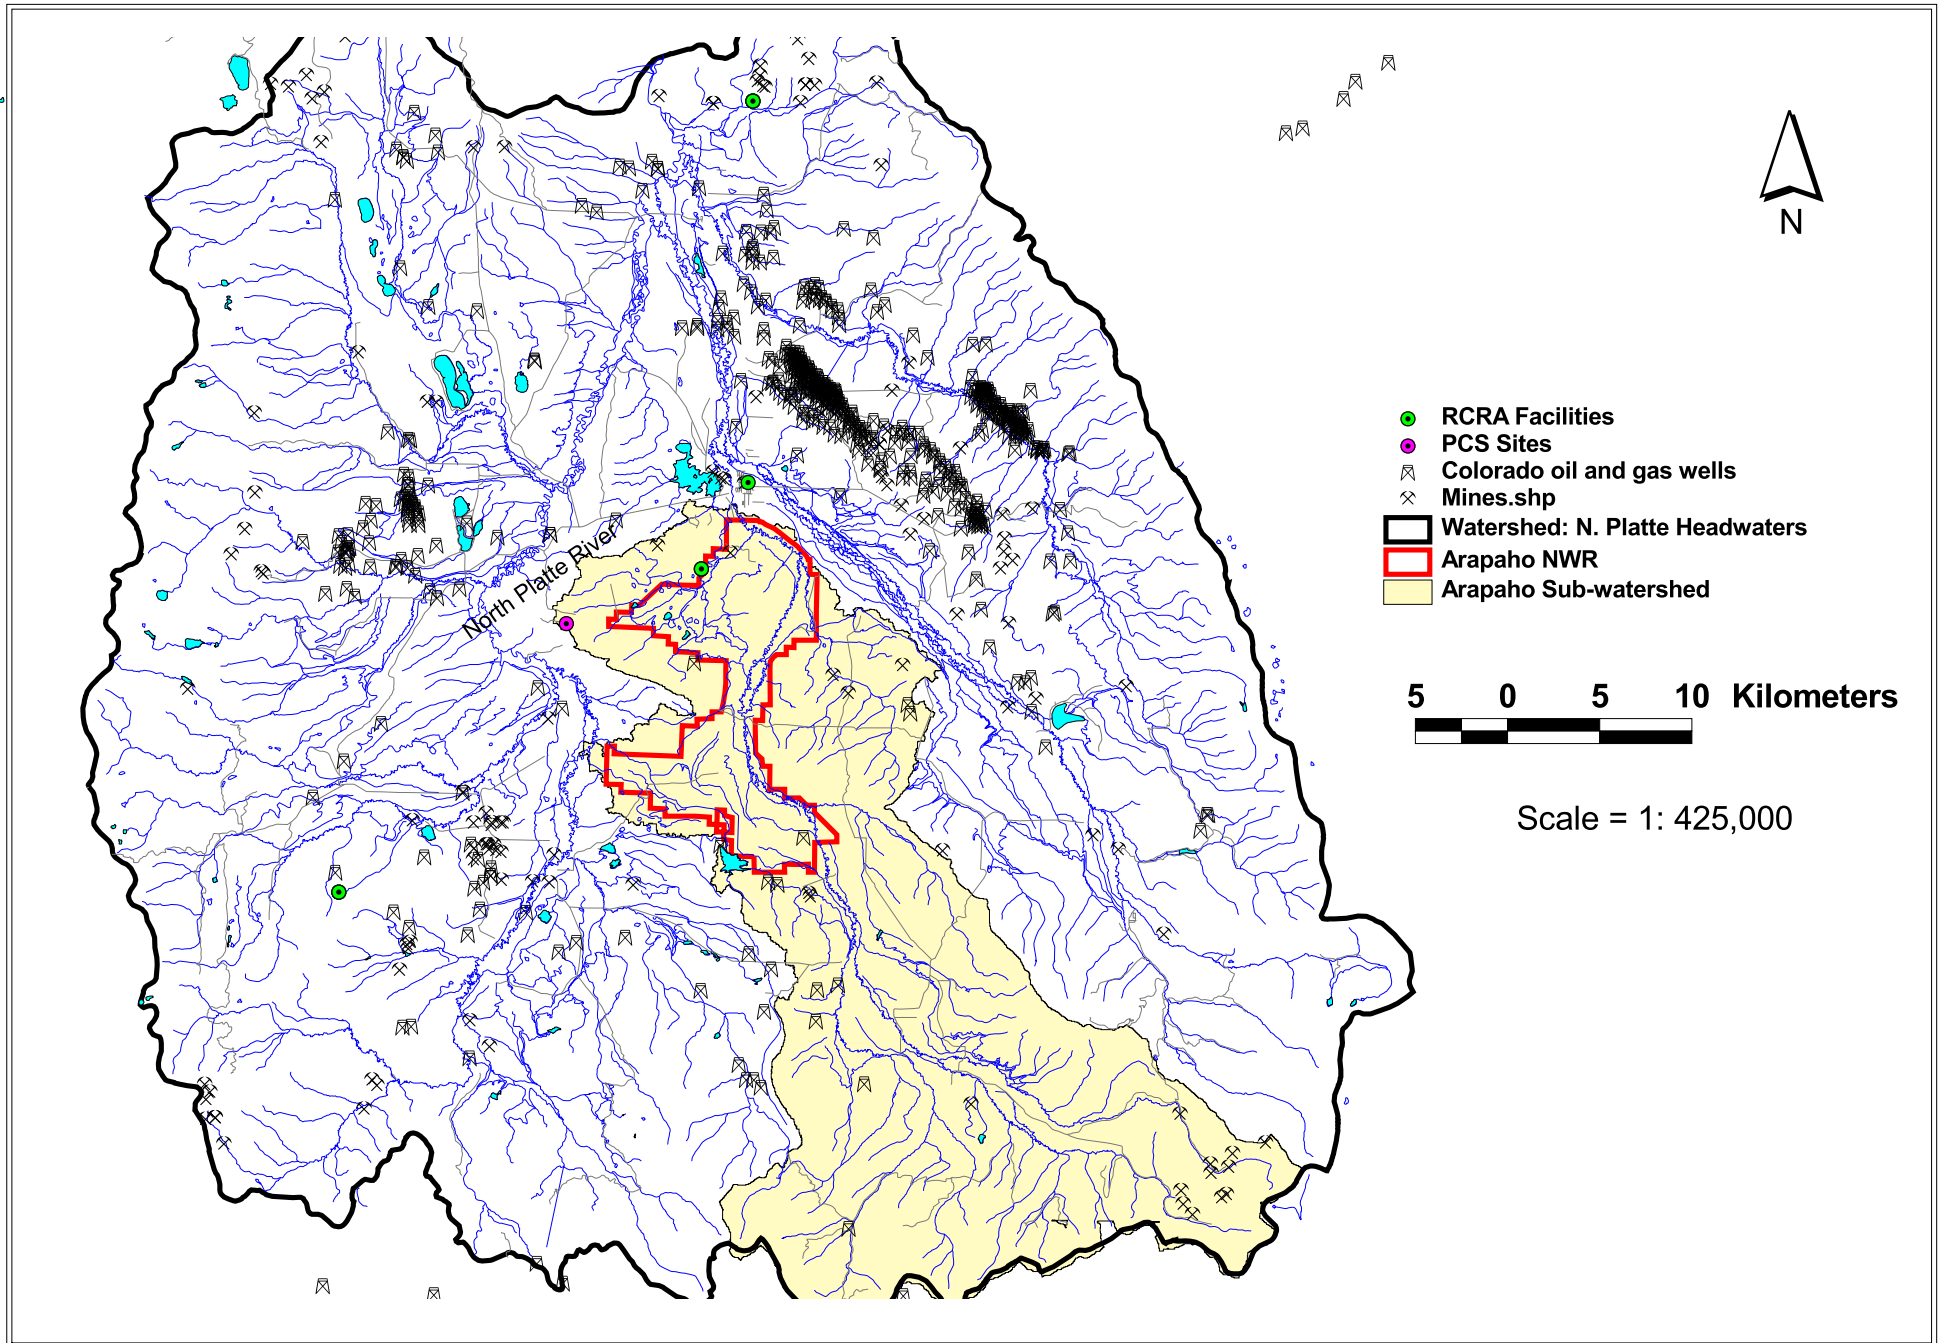 N
RCRA Facilities
PCS Sites
Colorado oil and gas wells
Mines.shp
Watershed: N. Platte Headwaters
Arapaho NWR
Arapaho Sub-watershed
North Platte River
5 0 5 10 Kilometers
Scale = 1: 425,000